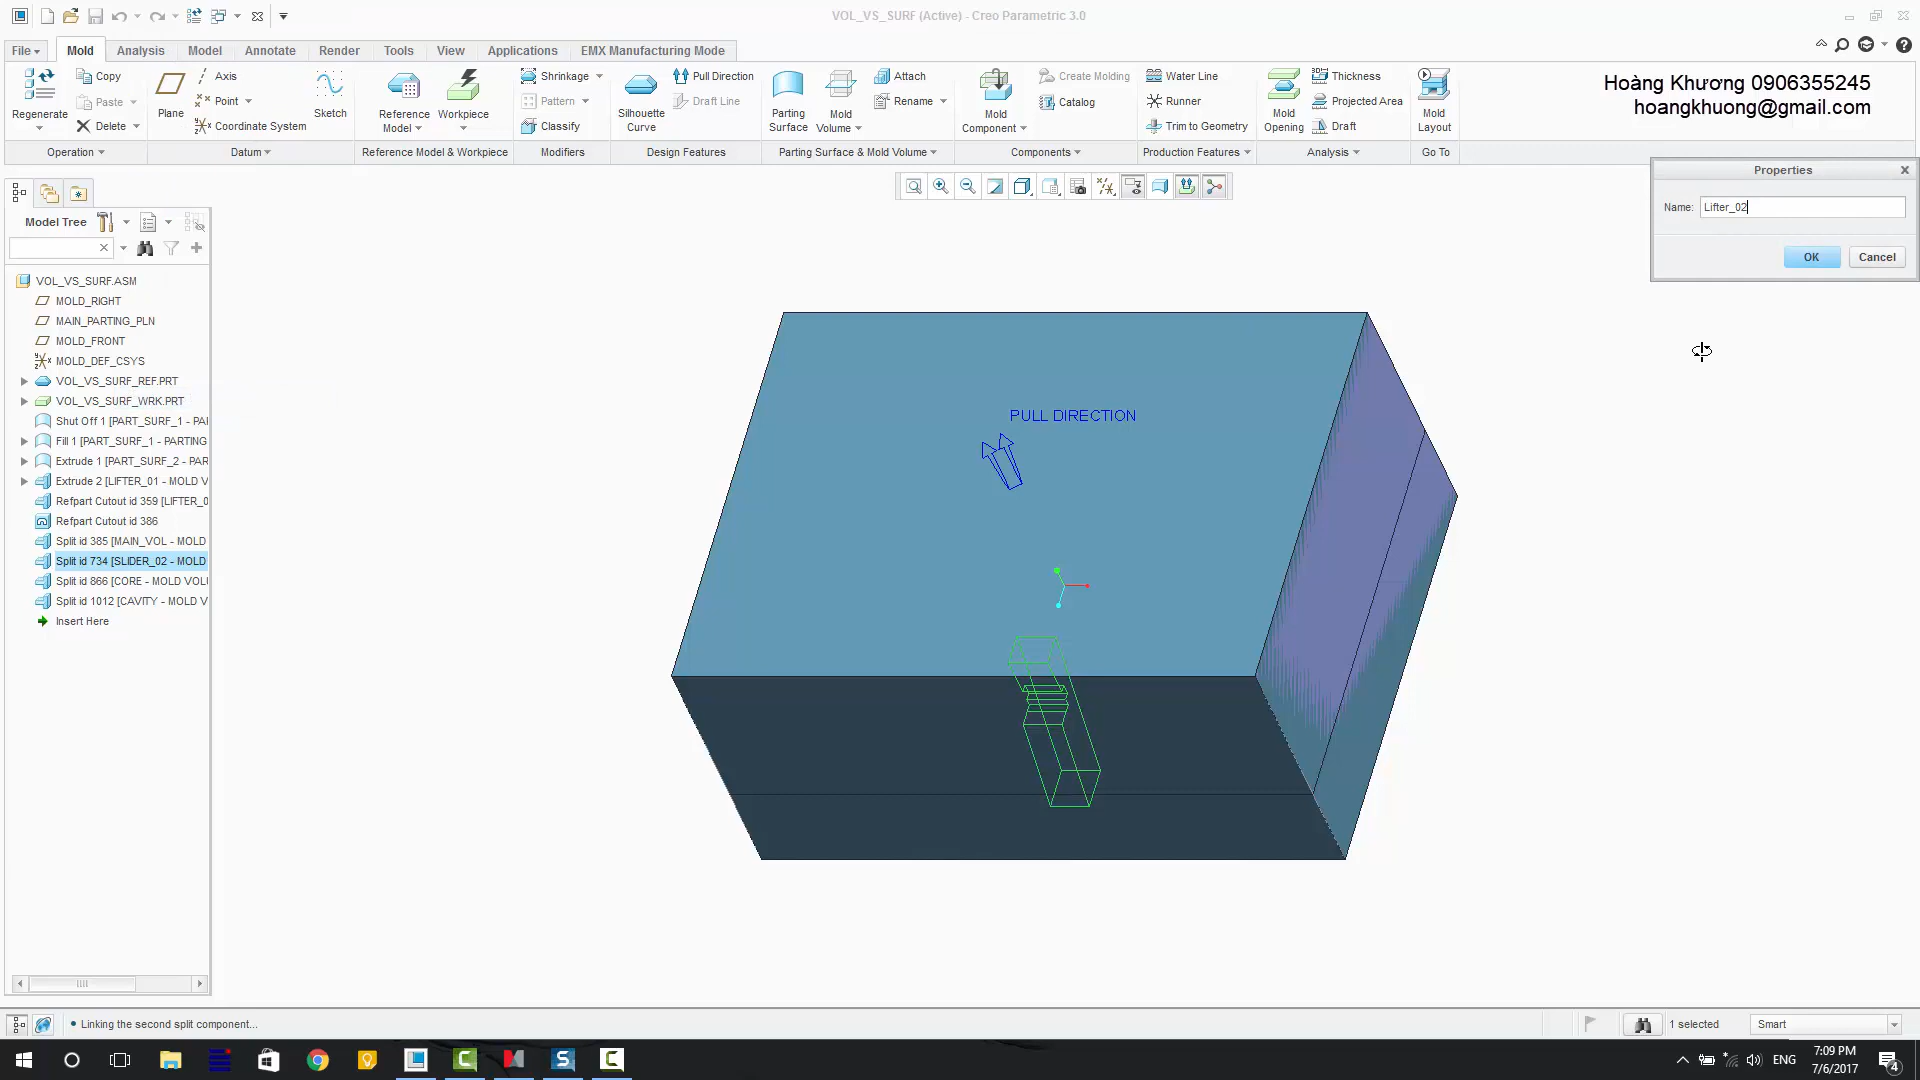 VOL_VS_SURF (Active) - Creo Parametric 3.0
File
Mold
Analysis
Model
Annotate
Render
Tools
View
Applications
EMX Manufacturing Mode
Regenerate
Copy
Paste
Delete
Operation
Plane
Axis
Point
Coordinate System
Sketch
Datum
Reference Model
Workpiece
Reference Model & Workpiece
Shrinkage
Pattern
Classify
Modifiers
Silhouette Curve
Pull Direction
Draft Line
Design Features
Parting Surface
Mold Volume
Attach
Rename
Parting Surface & Mold Volume
Mold Component
Create Molding
Catalog
Components
Water Line
Runner
Trim to Geometry
Production Features
Mold Opening
Thickness
Projected Area
Draft
Analysis
Mold Layout
Go To
Hoàng Khương 0906355245
hoangkhuong@gmail.com
Properties
Name: Lifter_02
OK
Cancel
Model Tree
VOL_VS_SURF.ASM
MOLD_RIGHT
MAIN_PARTING_PLN
MOLD_FRONT
MOLD_DEF_CSYS
VOL_VS_SURF_REF.PRT
VOL_VS_SURF_WRK.PRT
Shut Off 1 [PART_SURF_1 - PAI
Fill 1 [PART_SURF_1 - PARTING
Extrude 1 [PART_SURF_2 - PAR
Extrude 2 [LIFTER_01 - MOLD V
Refpart Cutout id 359 [LIFTER_0
Refpart Cutout id 386
Split id 385 [MAIN_VOL - MOLD
Split id 734 [SLIDER_02 - MOLD
Split id 866 [CORE - MOLD VOLU
Split id 1012 [CAVITY - MOLD V
Insert Here
PULL DIRECTION
Linking the second split component...
1 selected
Smart
ENG
7:09 PM
7/6/2017
4